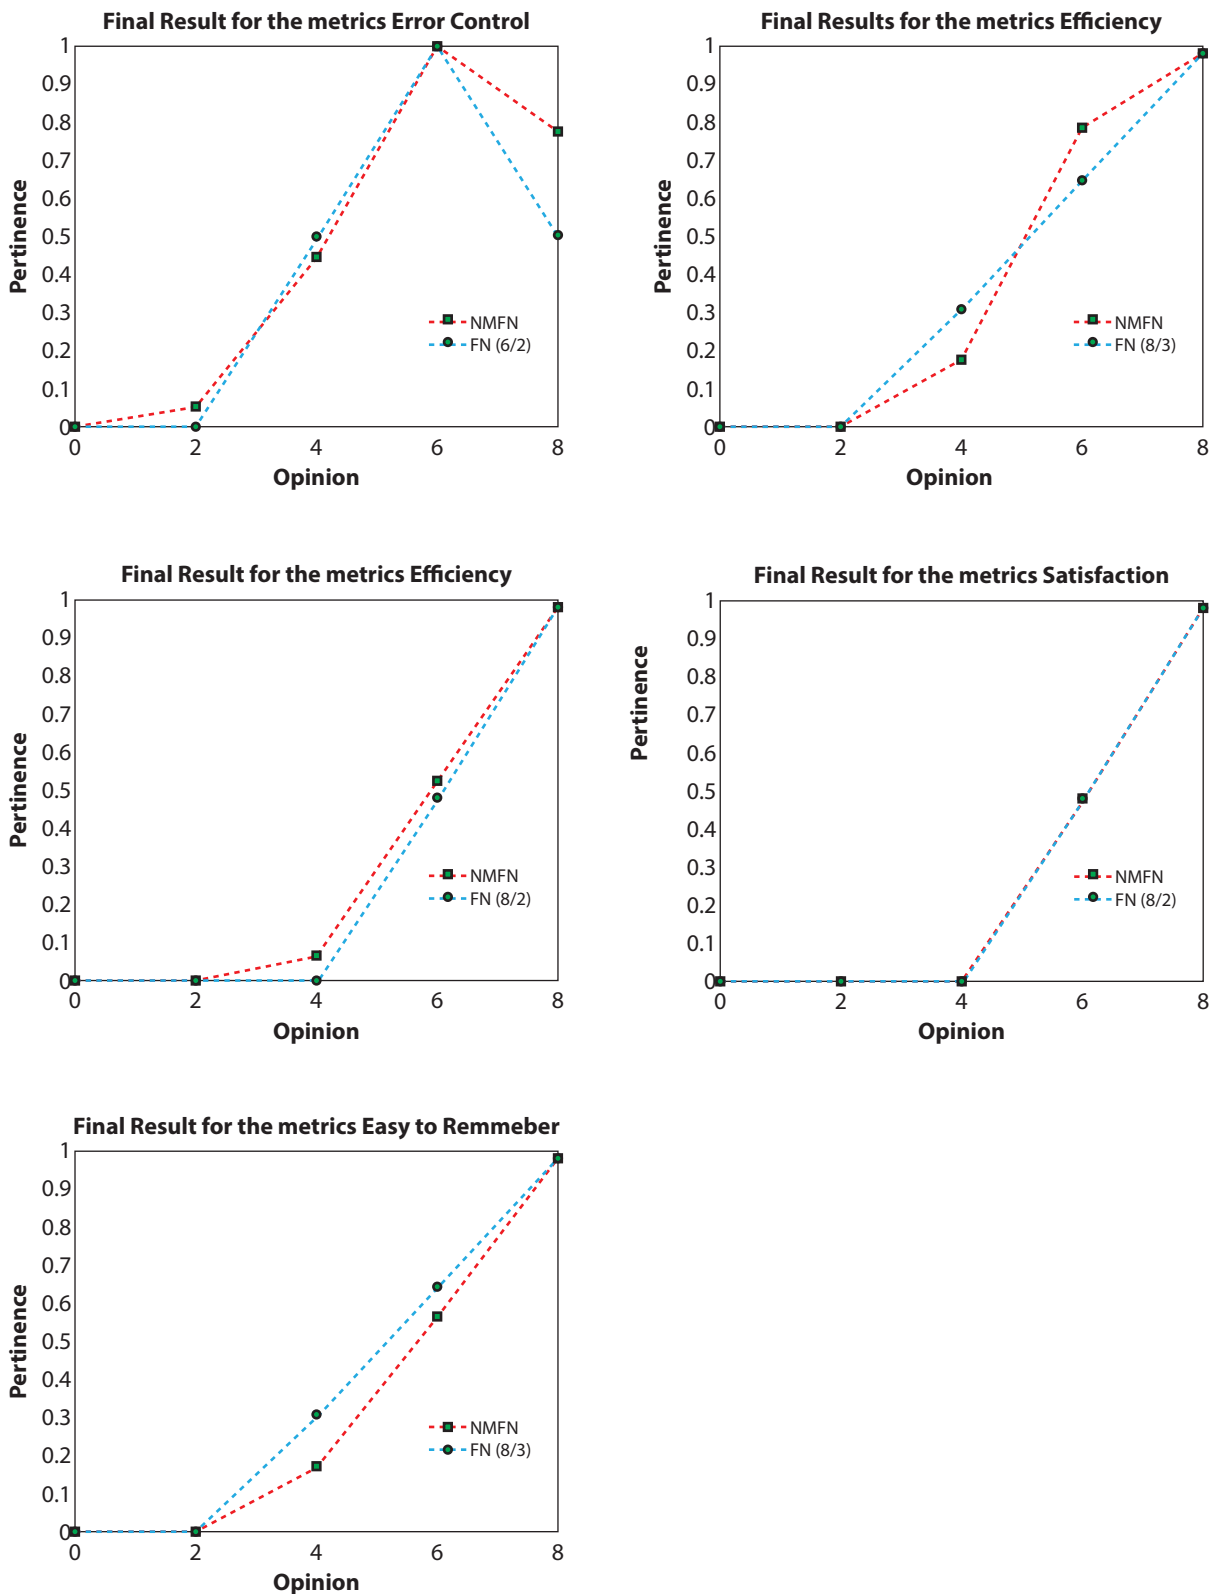 Final Result for the metrics Error Control
1
0.9
0.8
0.7
0.6
0.5
0.4
0.3
0.2
0.1
0
Pertinence
NMFN
FN (6/2)
0 2 4 6 8
Opinion
Final Results for the metrics Efficiency
1
0.9
0.8
0.7
0.6
0.5
0.4
0.3
0.2
0.1
0
Pertinence
NMFN
FN (8/3)
0 2 4 6 8
Opinion
Final Result for the metrics Efficiency
1
0.9
0.8
0.7
0.6
0.5
0.4
0.3
0.2
0.1
0
Pertinence
NMFN
FN (8/2)
0 2 4 6 8
Opinion
Final Result for the metrics Satisfaction
1
0.9
0.8
0.7
0.6
0.5
0.4
0.3
0.2
0.1
0
Pertinence
NMFN
FN (8/2)
0 2 4 6 8
Opinion
Final Result for the metrics Easy to Remmeber
1
0.9
0.8
0.7
0.6
0.5
0.4
0.3
0.2
0.1
0
Pertinence
NMFN
FN (8/3)
0 2 4 6 8
Opinion